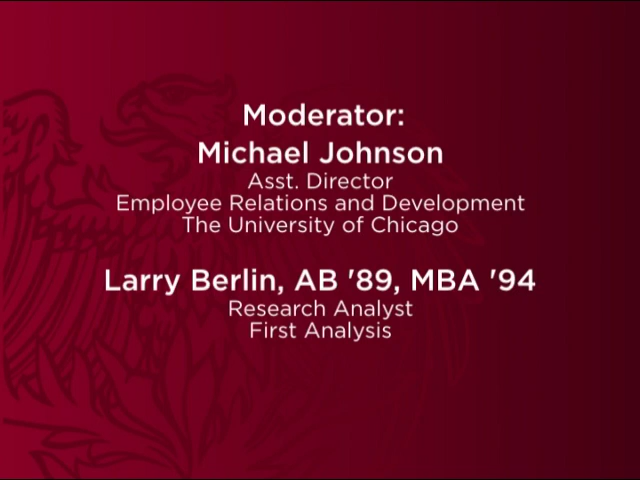 Moderator:
Michael Johnson
Asst. Director
Employee Relations and Development
The University of Chicago
Larry Berlin, AB '89, MBA '94
Research Analyst
First Analysis